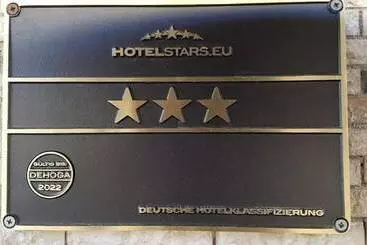 HOTELSTARS.EU
GÜLTIG BIS:
DEHOGA
2022
DEUTSCHE HOTELKLASSIFIZIERUNG